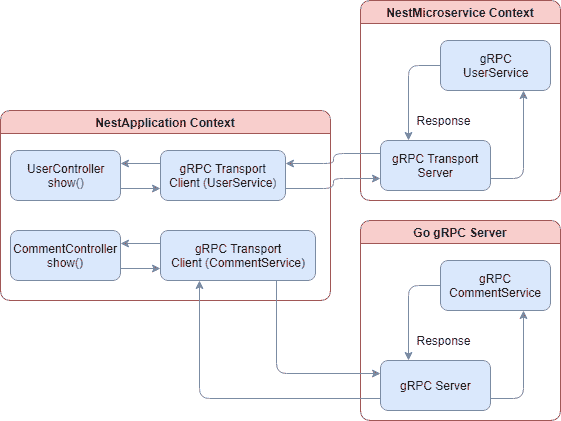 NestMicroservice Context
gRPC
UserService
Response
gRPC Transport
Server
NestApplication Context
UserController
show()
gRPC Transport
Client (UserService)
CommentController
show()
gRPC Transport
Client (CommentService)
Go gRPC Server
gRPC
CommentService
Response
gRPC Server